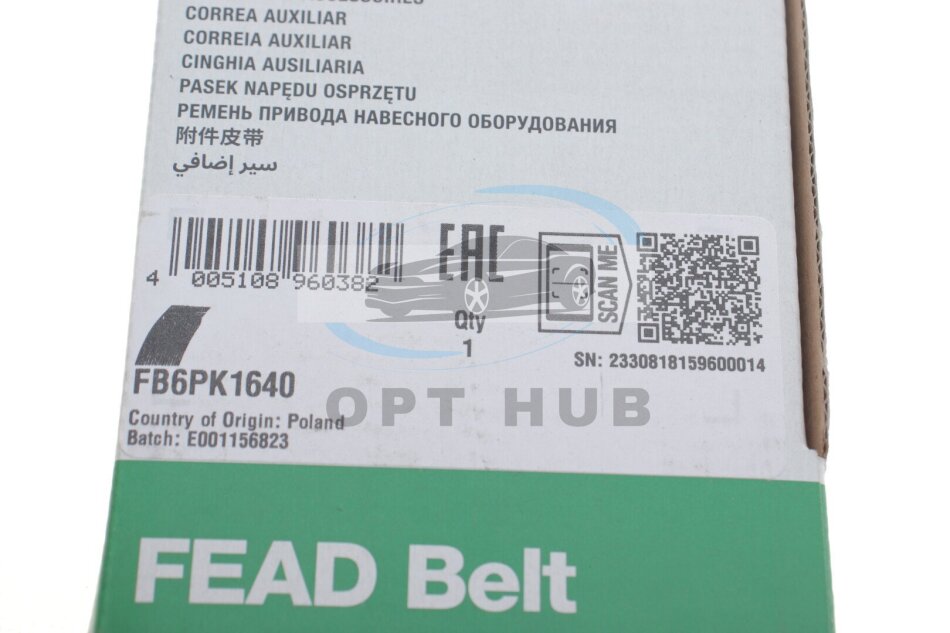 CORREA AUXILIAR
CORREIA AUXILIAR
CINGHIA AUSILIARIA
PASEK NAPĘDU OSPRZĘTU
РЕМЕНЬ ПРИВОДА НАВЕСНОГО ОБОРУДОВАНИЯ
附件皮带
سير إضافي
4 005108 960382
EAC
Qty
1
SCAN ME
SN: 2330818159600014
FB6PK1640
OPT HUB
Country of Origin: Poland
Batch: E001156823
FEAD Belt